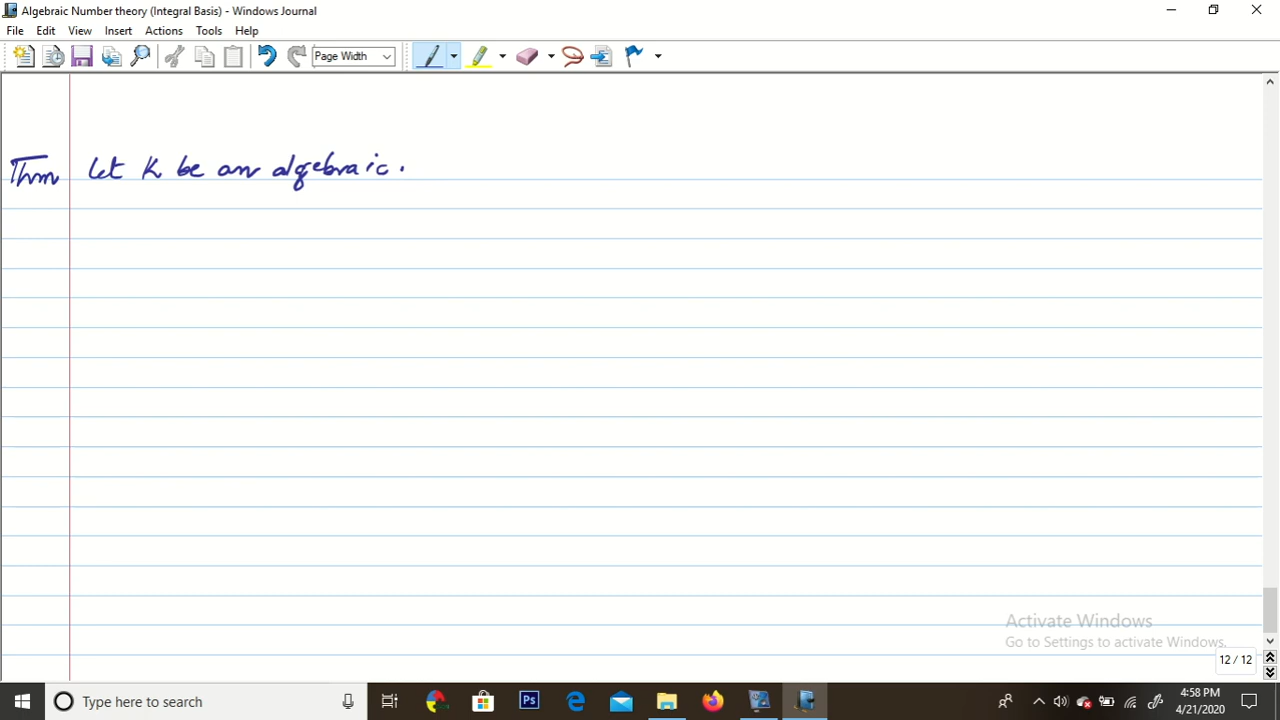 Algebraic Number theory (Integral Basis) - Windows Journal
File Edit View Insert Actions Tools Help
Page Width
Thm Let K be an algebraic.
Activate Windows
Go to Settings to activate Windows.
12 / 12
Type here to search
Ps
4:58 PM
4/21/2020